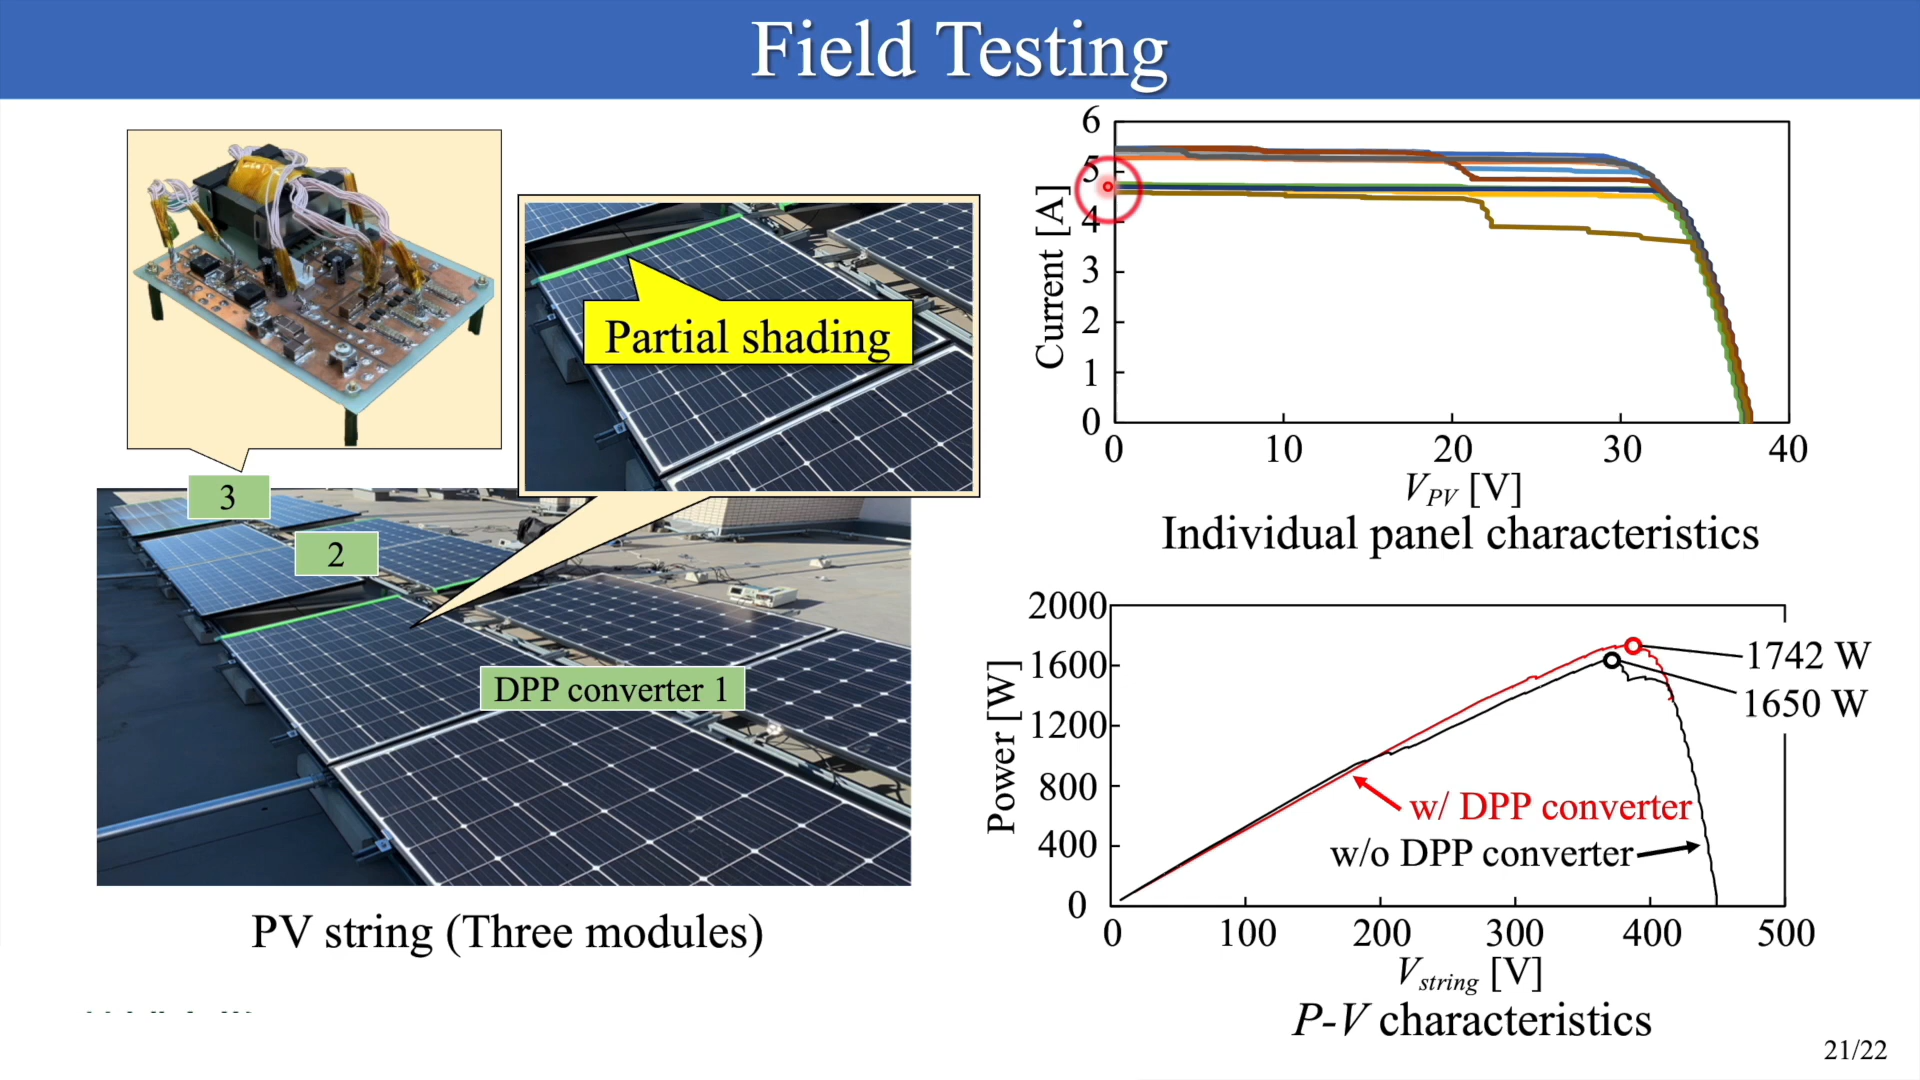 Field Testing
Partial shading
3
2
DPP converter 1
PV string (Three modules)
6
5
4
3
2
1
0
Current [A]
0 10 20 30 40
V_PV [V]
Individual panel characteristics
2000
1600
1200
800
400
0
Power [W]
1742 W
1650 W
w/ DPP converter
w/o DPP converter
0 100 200 300 400 500
V_string [V]
P-V characteristics
21/22